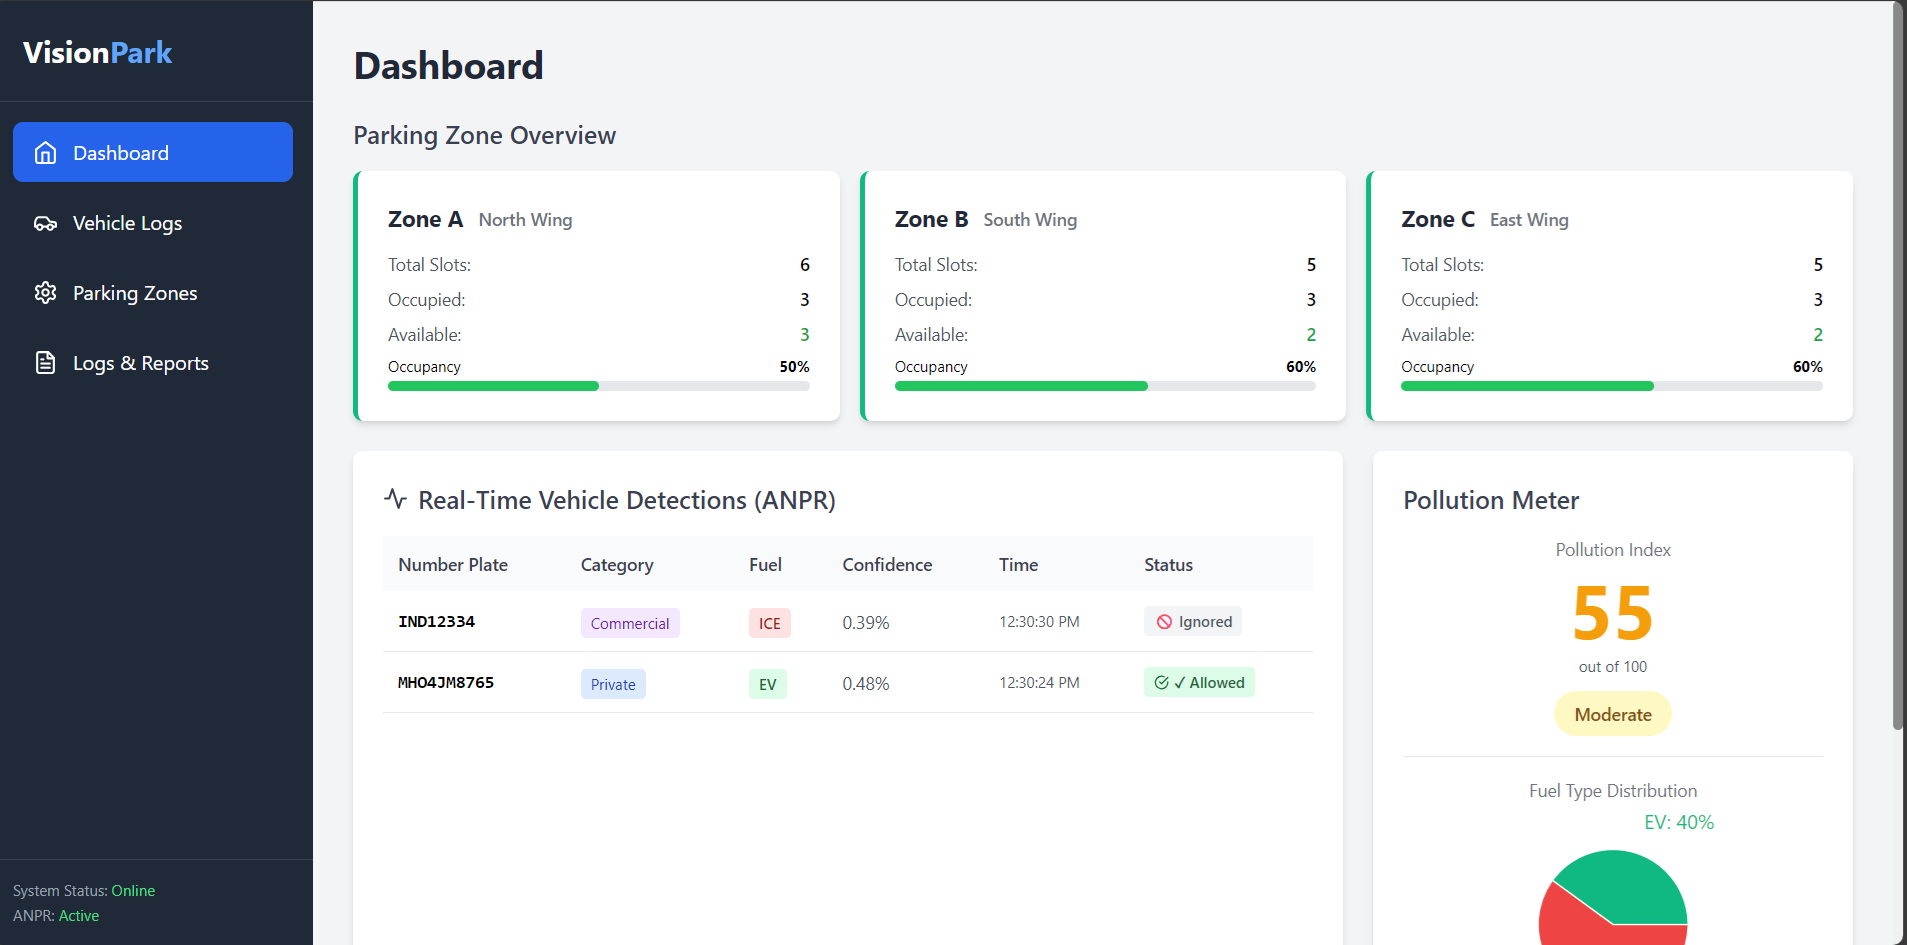 VisionPark
Dashboard
Vehicle Logs
Parking Zones
Logs & Reports
System Status: Online
ANPR: Active
Dashboard
Parking Zone Overview
Zone A North Wing
Total Slots: 6
Occupied: 3
Available: 3
Occupancy 50%
Zone B South Wing
Total Slots: 5
Occupied: 3
Available: 2
Occupancy 60%
Zone C East Wing
Total Slots: 5
Occupied: 3
Available: 2
Occupancy 60%
Real-Time Vehicle Detections (ANPR)
Number Plate Category Fuel Confidence Time Status
IND12334 Commercial ICE 0.39% 12:30:30 PM Ignored
MH04JM8765 Private EV 0.48% 12:30:24 PM ✓ Allowed
Pollution Meter
Pollution Index
55
out of 100
Moderate
Fuel Type Distribution
EV: 40%